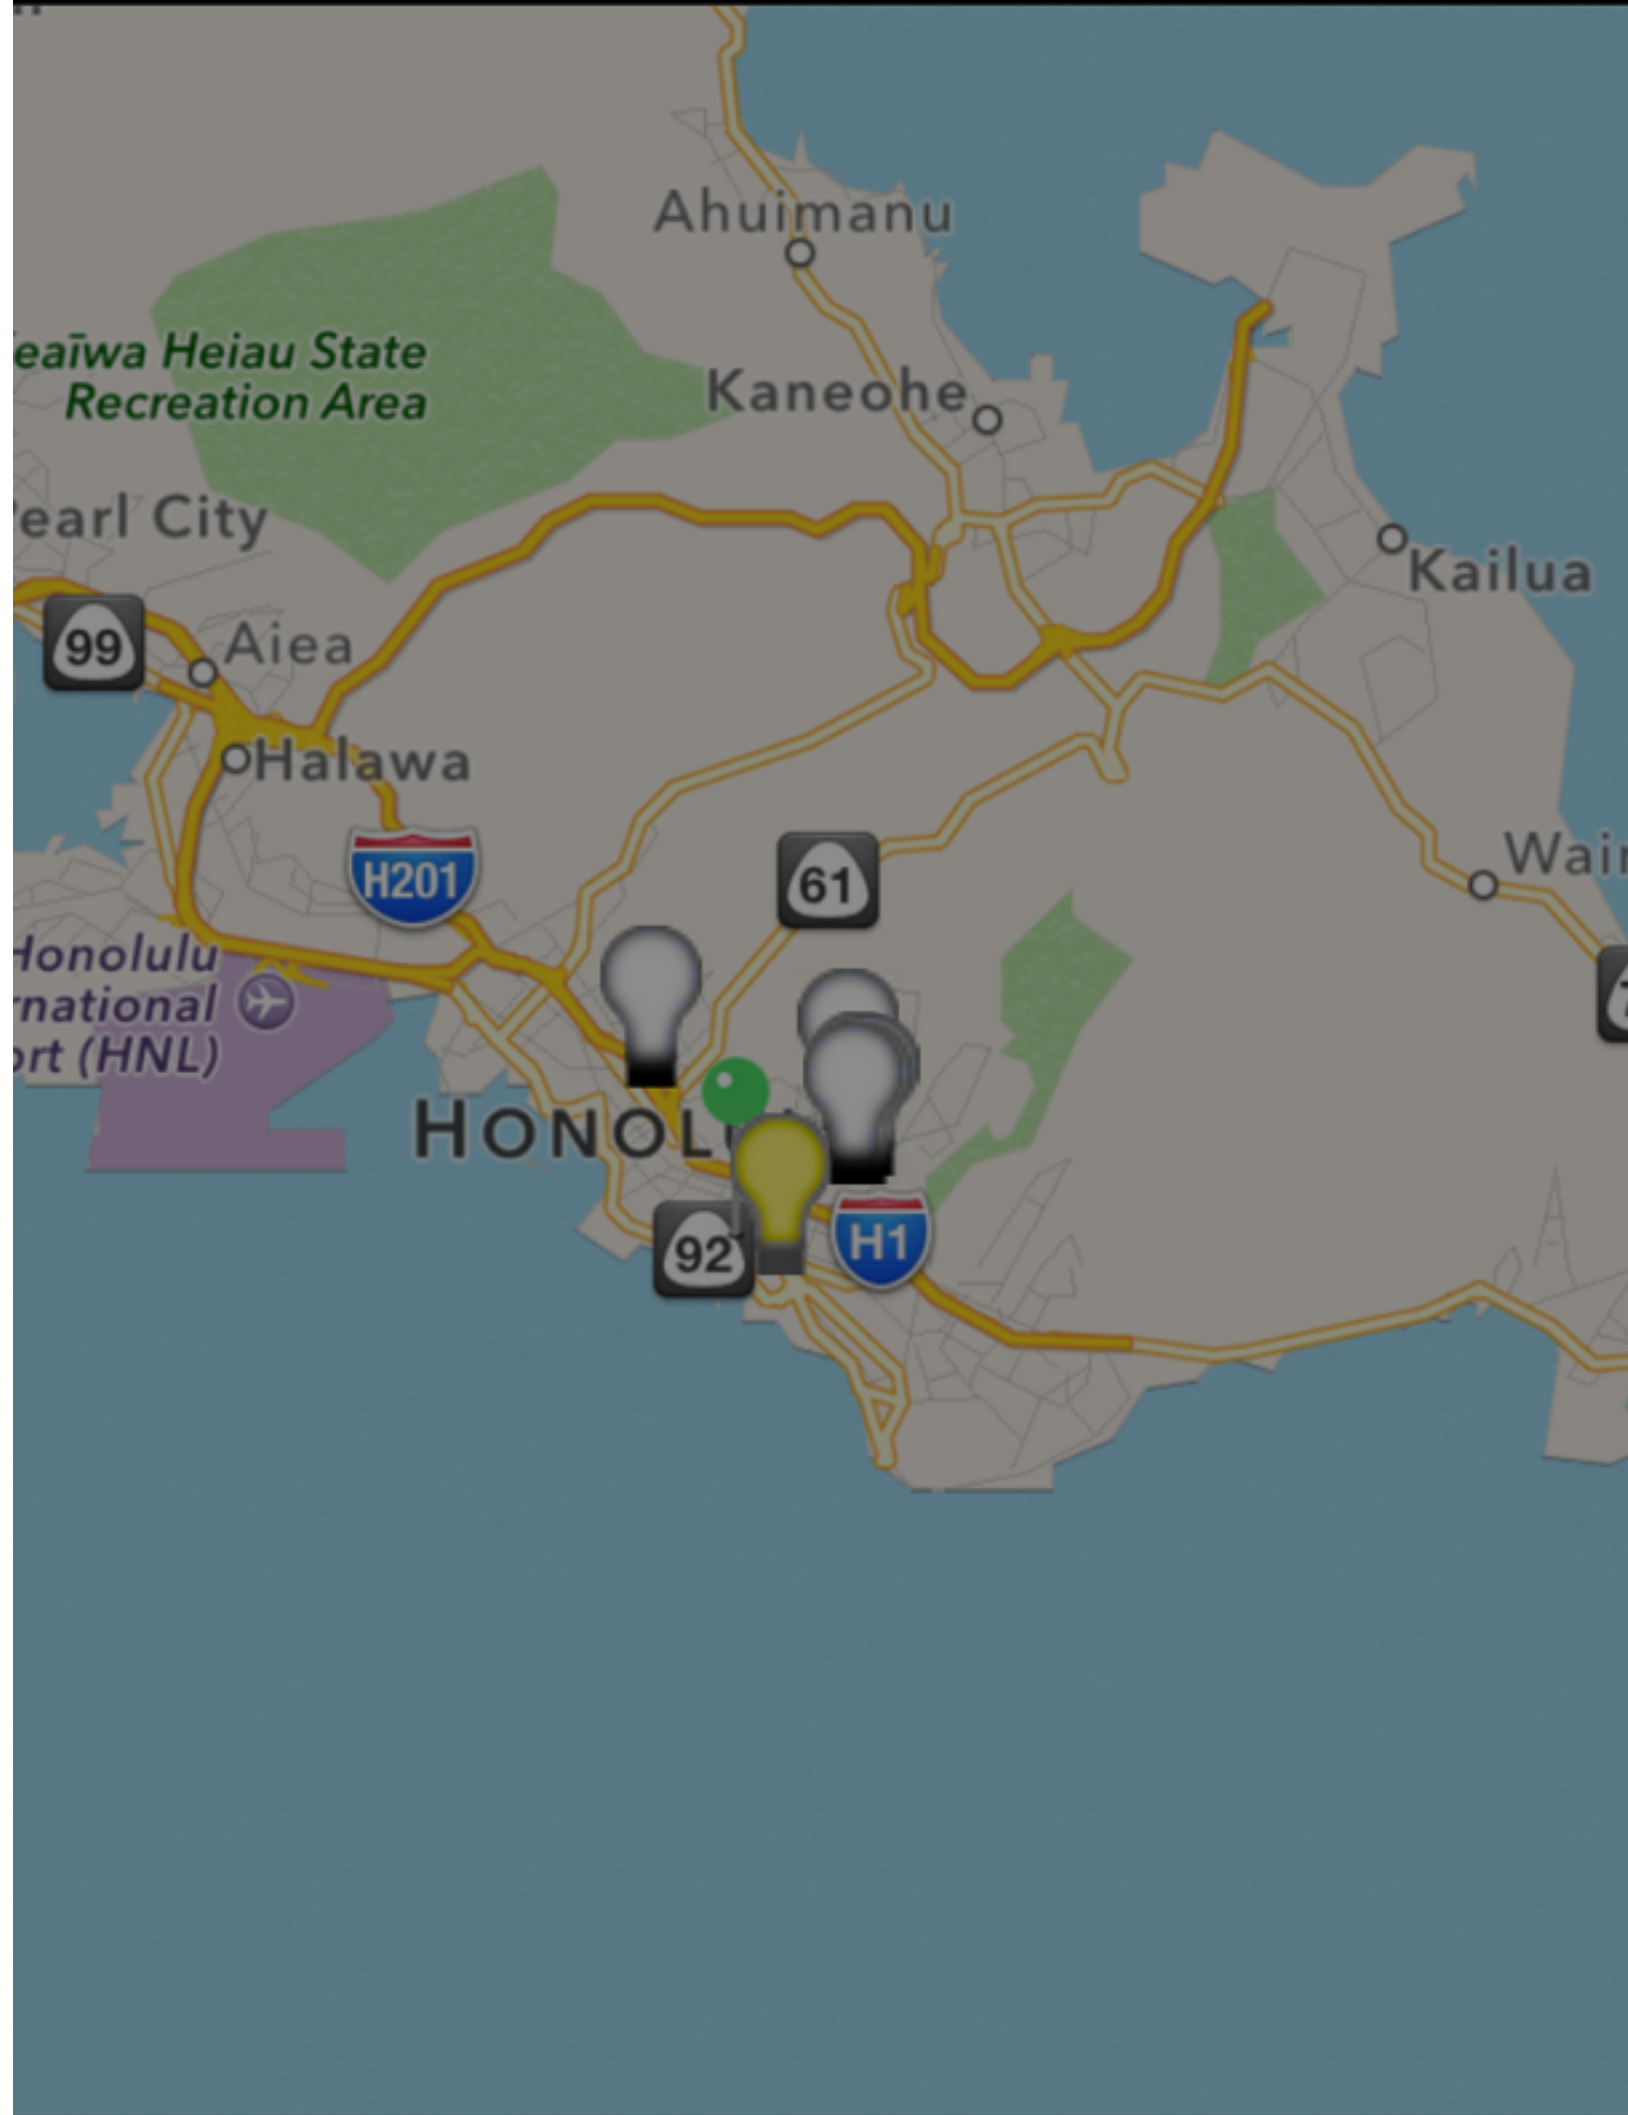 Ahuimanu
eaīwa Heiau State
Recreation Area
Kaneohe
earl City
Kailua
99
Aiea
Halawa
H201
61
Wai
Honolulu
rnational
ort (HNL)
HONOL
92
H1